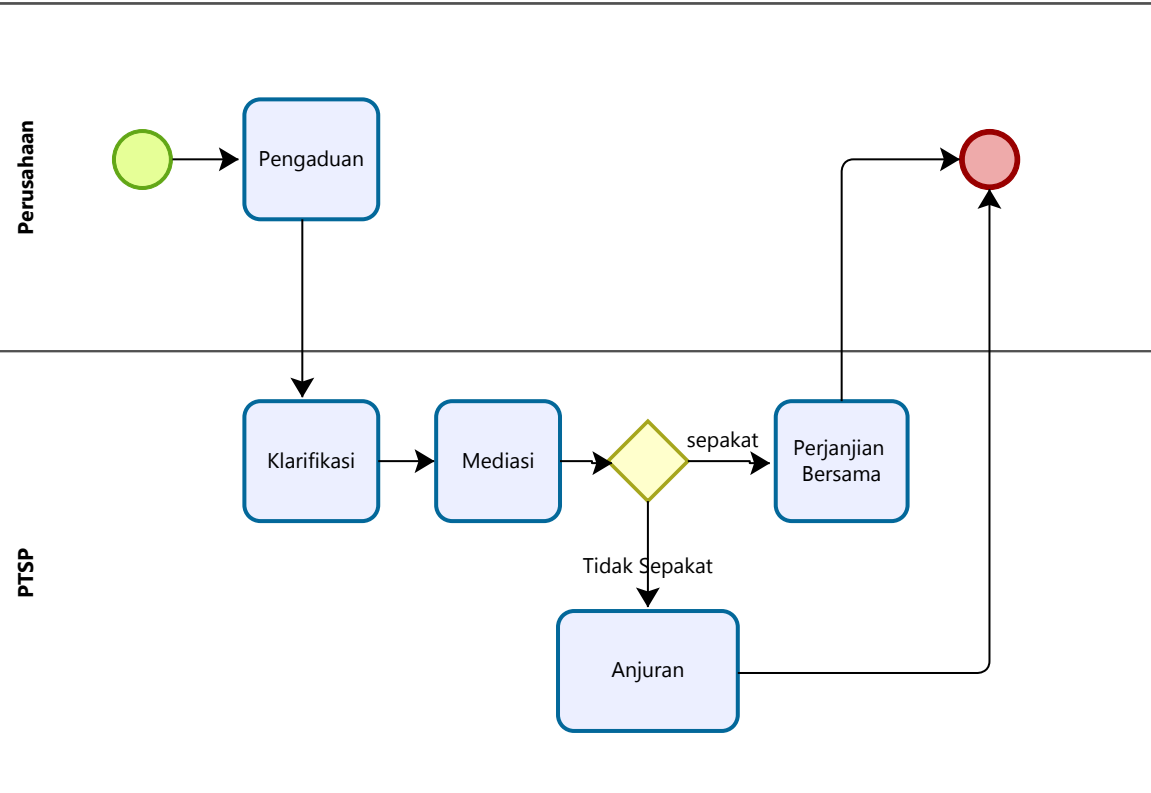 Perusahaan
Pengaduan
PTSP
Klarifikasi
Mediasi
sepakat
Perjanjian
Bersama
Tidak Sepakat
Anjuran